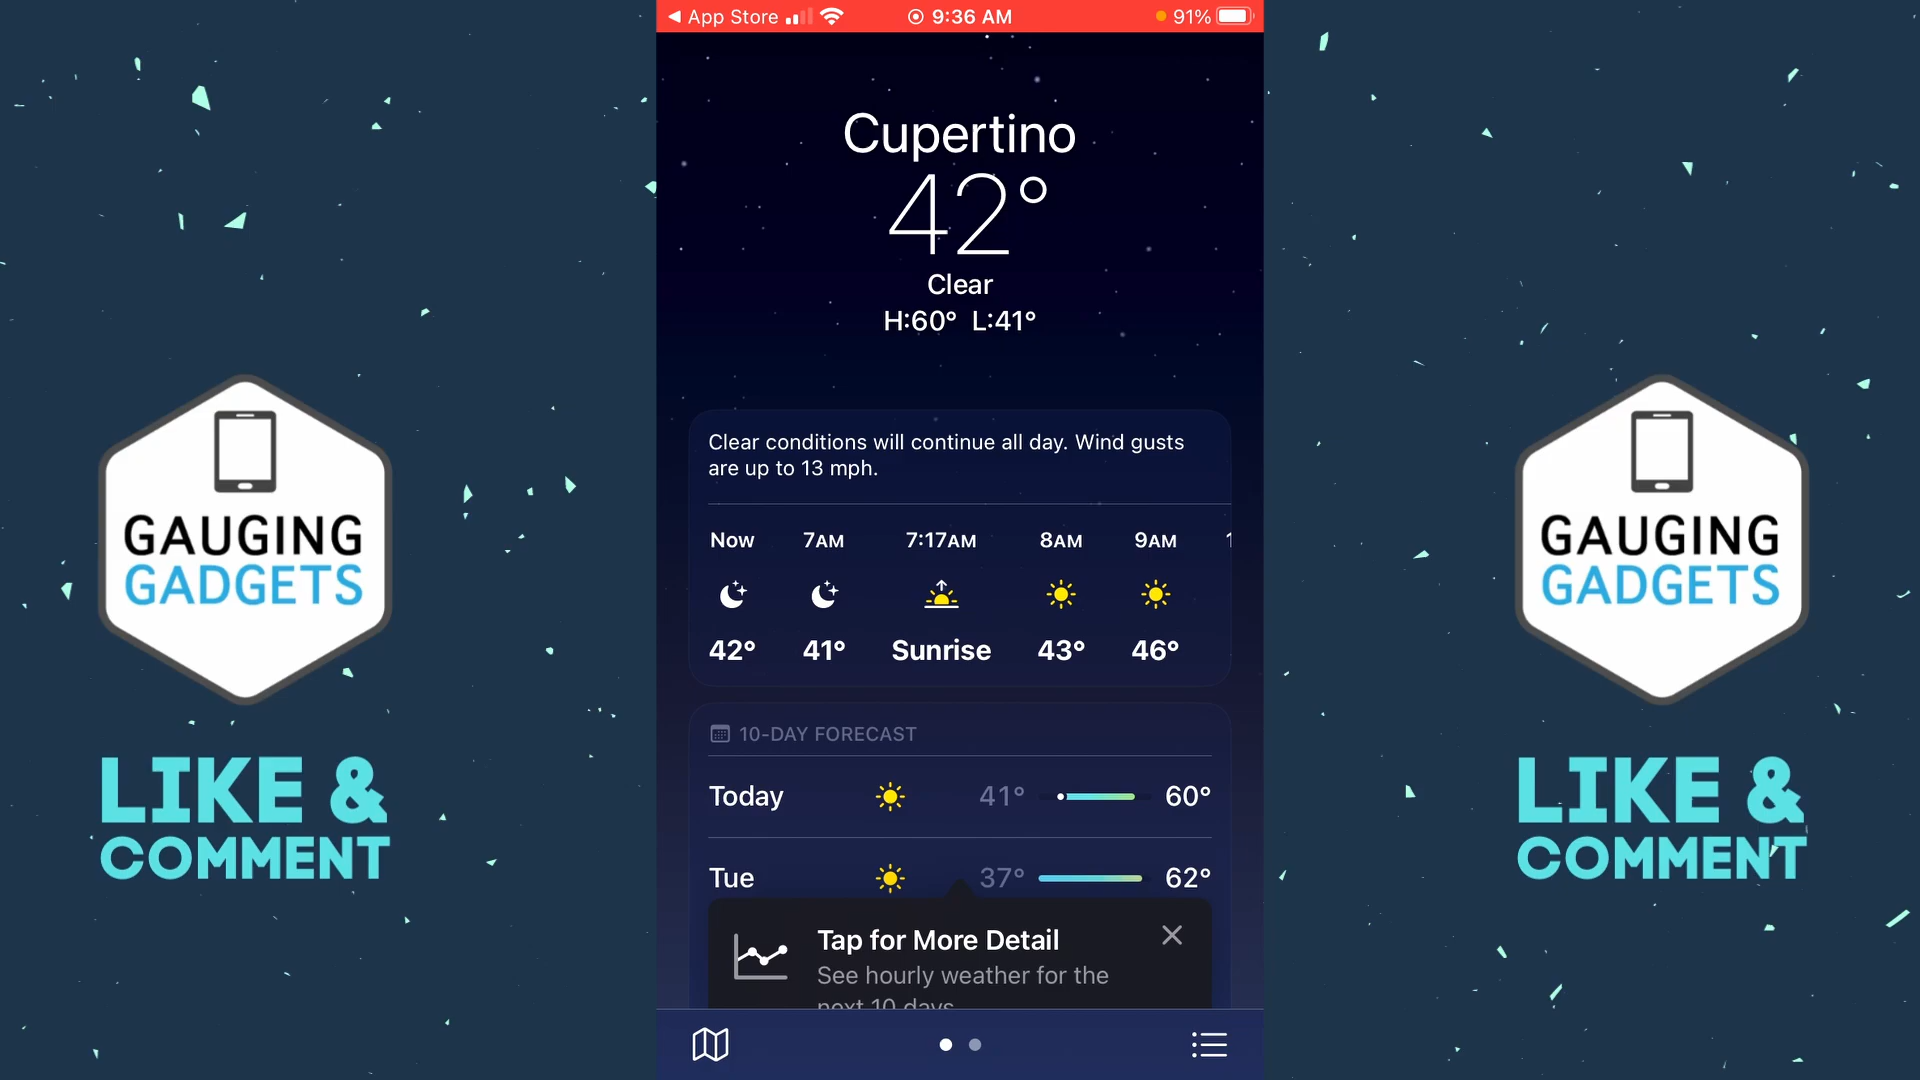 App Store
9:36 AM
91%
Cupertino
42°
Clear
H:60° L:41°
Clear conditions will continue all day. Wind gusts
are up to 13 mph.
Now 7AM 7:17AM 8AM 9AM
42° 41° Sunrise 43° 46°
10-DAY FORECAST
Today 41° 60°
Tue 37° 62°
Tap for More Detail
See hourly weather for the
next 10 days
GAUGING
GADGETS
LIKE &
COMMENT
GAUGING
GADGETS
LIKE &
COMMENT